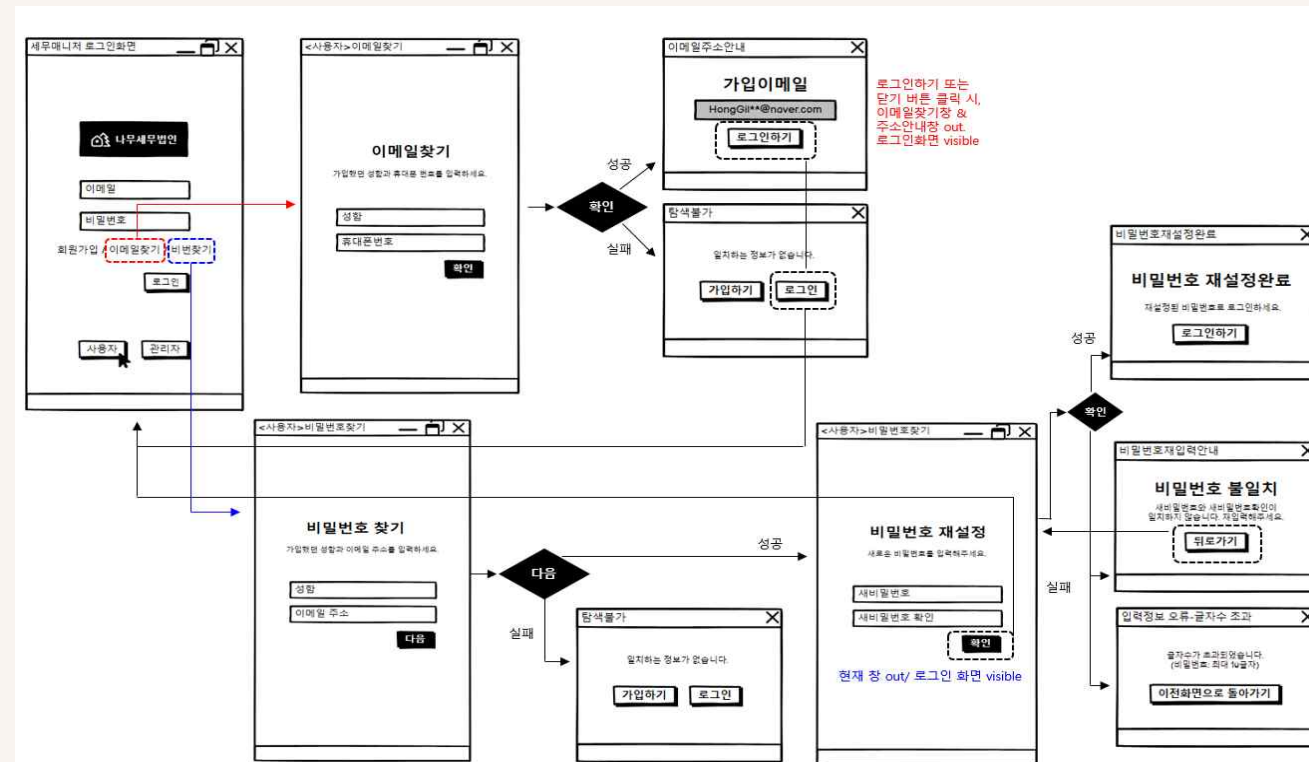 세무매니저 로그인화면
나무세무법인
이메일
비밀번호
회원가입 / 이메일찾기 / 비번찾기
로그인
사용자
관리자
<사용자>이메일찾기
이메일찾기
가입했던 성함과 휴대폰 번호를 입력하세요.
성함
휴대폰번호
확인
확인
성공
실패
이메일주소안내
가입이메일
HongGil**@naver.com
로그인하기
로그인하기 또는
닫기 버튼 클릭 시,
이메일찾기창 &
주소안내창 out.
로그인화면 visible
탐색불가
일치하는 정보가 없습니다.
가입하기
로그인
<사용자>비밀번호찾기
비밀번호 찾기
가입했던 성함과 이메일 주소를 입력하세요.
성함
이메일 주소
다음
다음
성공
실패
탐색불가
일치하는 정보가 없습니다.
가입하기
로그인
<사용자>비밀번호찾기
비밀번호 재설정
새로운 비밀번호를 입력해주세요.
새비밀번호
새비밀번호 확인
확인
현재 창 out/ 로그인 화면 visible
확인
성공
실패
비밀번호재설정완료
비밀번호 재설정완료
재설정된 비밀번호로 로그인하세요.
로그인하기
비밀번호재입력안내
비밀번호 불일치
새비밀번호와 새비밀번호확인이
일치하지 않습니다. 재입력해주세요.
뒤로가기
입력정보 오류-글자수 초과
글자수가 초과되었습니다.
(비밀번호: 최대
이전화면으로 돌아가기